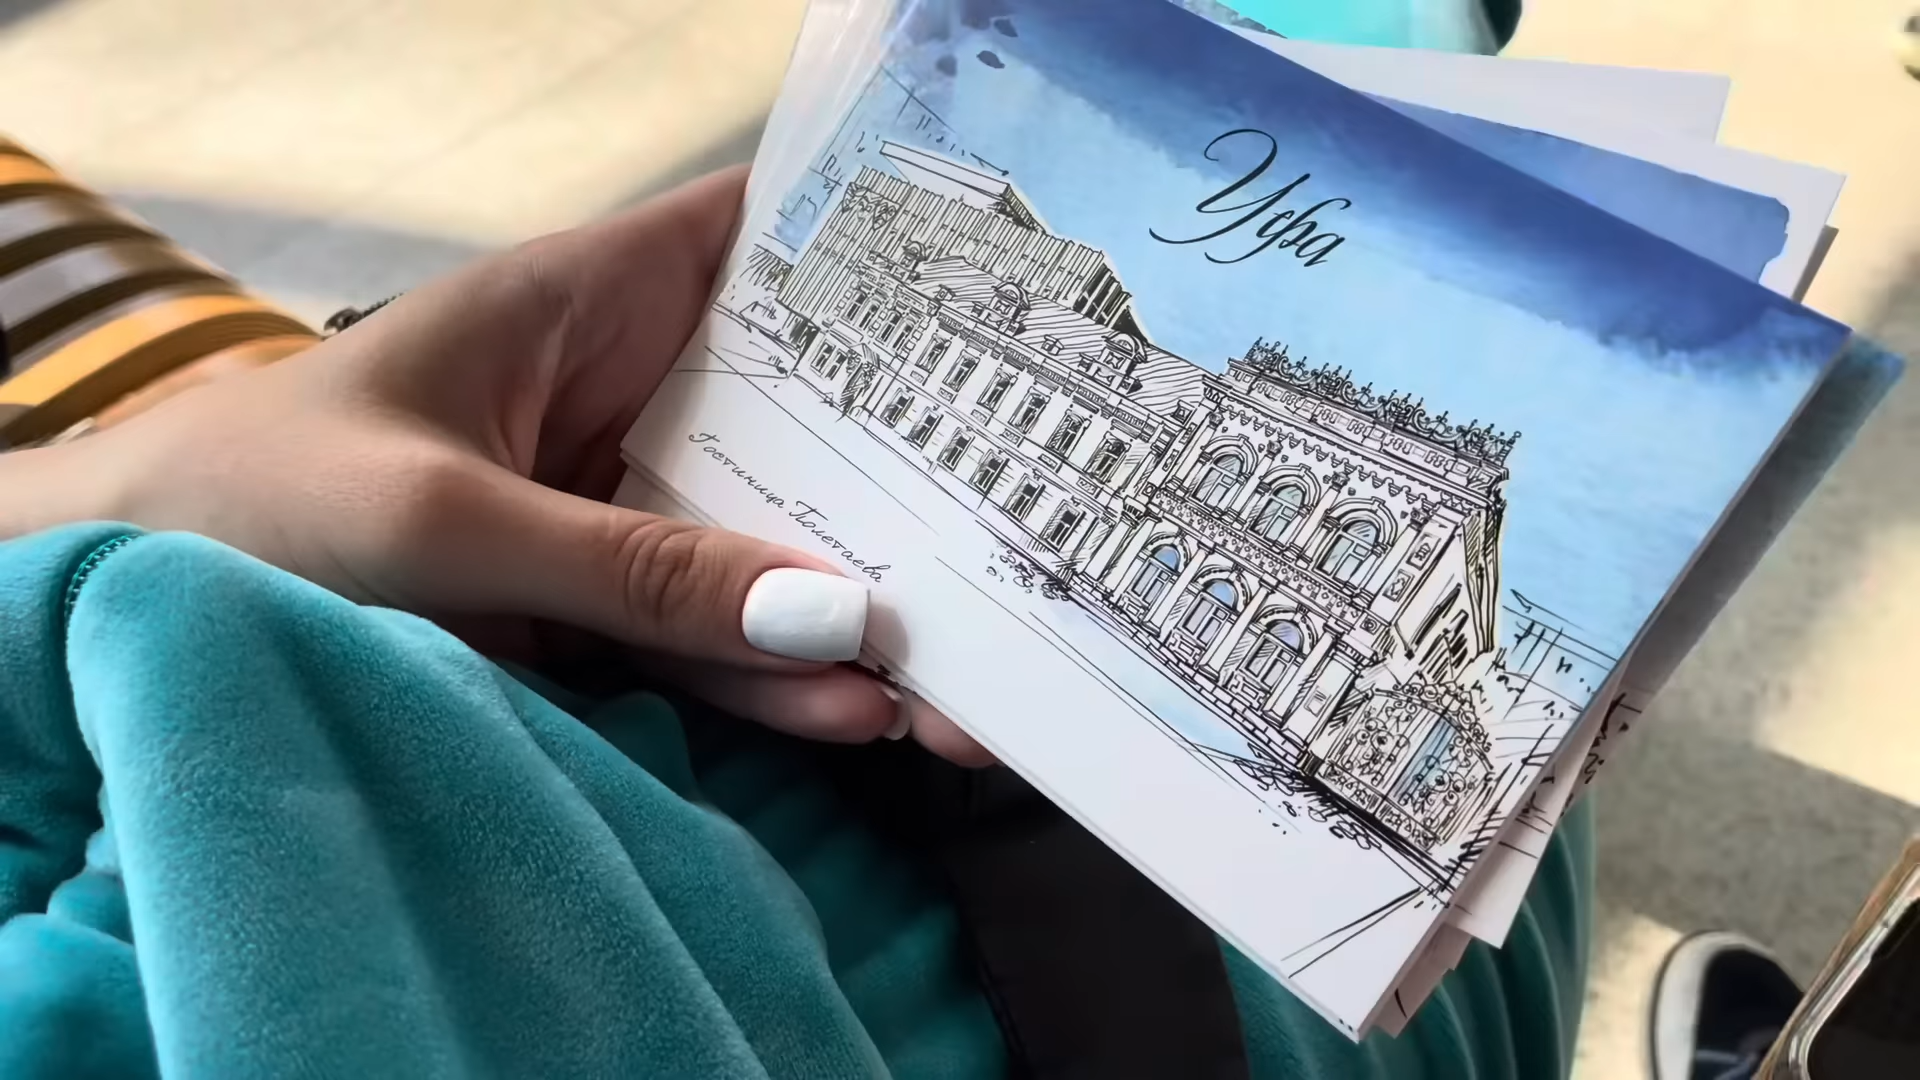 Уфа
Гостиница Полетаева